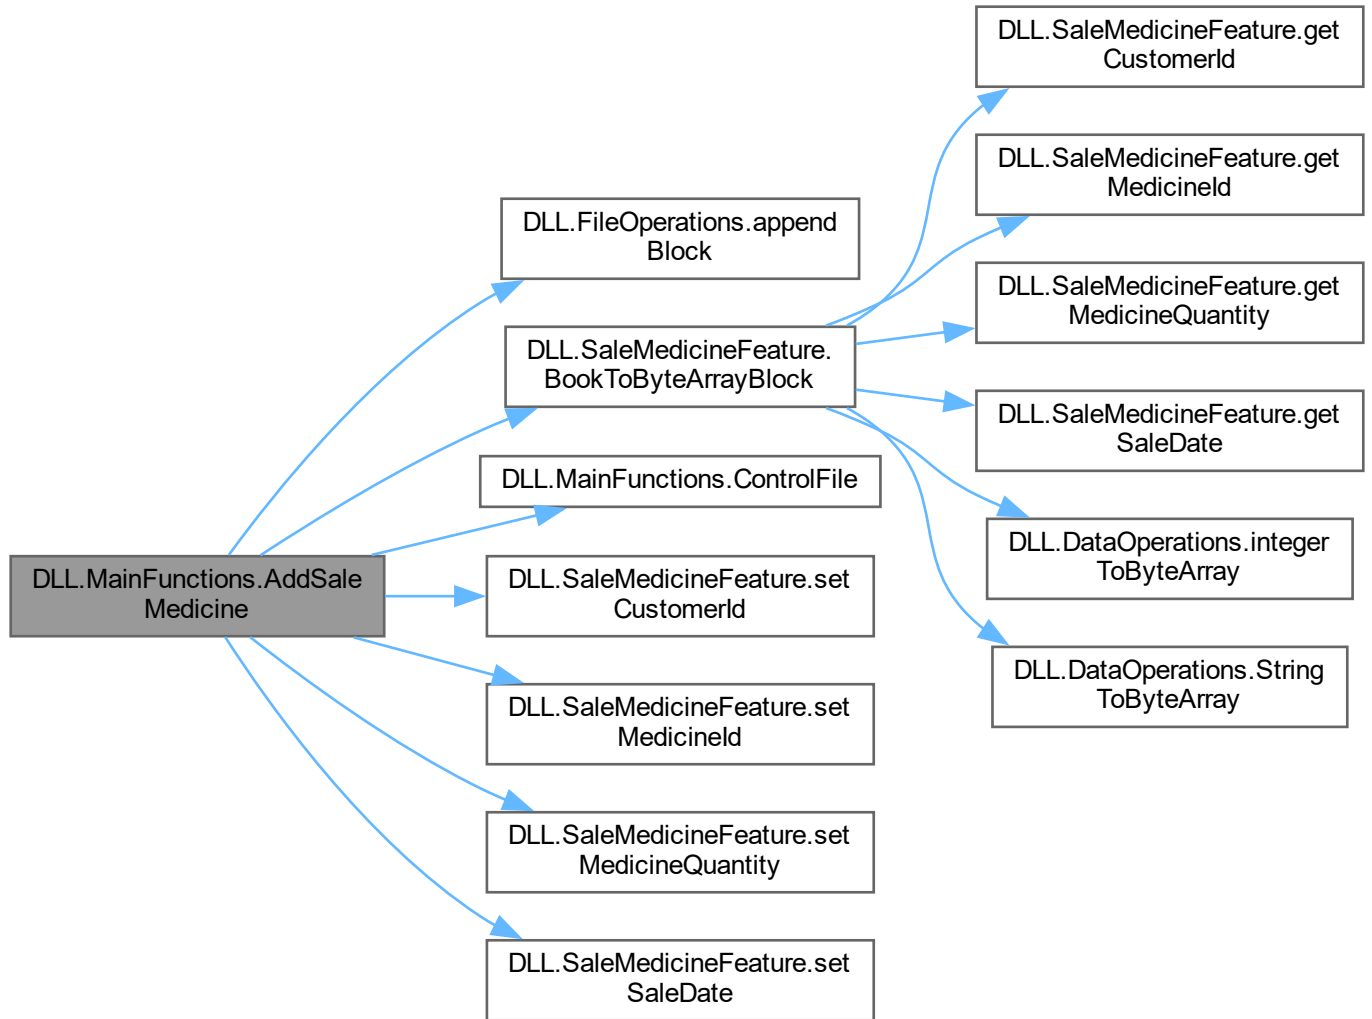 DLL.MainFunctions.AddSale
Medicine
DLL.FileOperations.append
Block
DLL.SaleMedicineFeature.
BookToByteArrayBlock
DLL.MainFunctions.ControlFile
DLL.SaleMedicineFeature.set
CustomerId
DLL.SaleMedicineFeature.set
MedicineId
DLL.SaleMedicineFeature.set
MedicineQuantity
DLL.SaleMedicineFeature.set
SaleDate
DLL.SaleMedicineFeature.get
CustomerId
DLL.SaleMedicineFeature.get
MedicineId
DLL.SaleMedicineFeature.get
MedicineQuantity
DLL.SaleMedicineFeature.get
SaleDate
DLL.DataOperations.integer
ToByteArray
DLL.DataOperations.String
ToByteArray